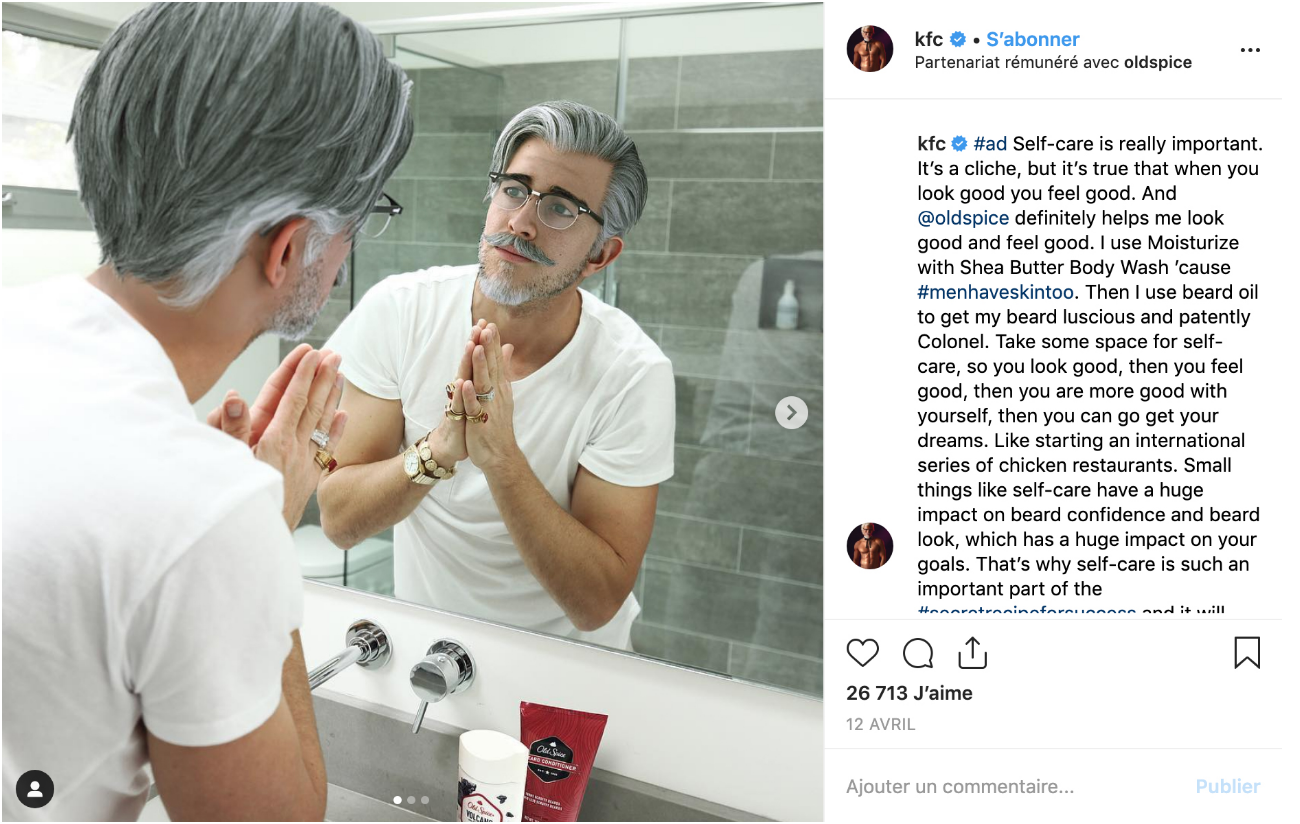 kfc • S’abonner
Partenariat rémunéré avec oldspice
kfc #ad Self-care is really important.
It’s a cliche, but it’s true that when you
look good you feel good. And
@oldspice definitely helps me look
good and feel good. I use Moisturize
with Shea Butter Body Wash ’cause
#menhaveskintoo. Then I use beard oil
to get my beard luscious and patently
Colonel. Take some space for self-
care, so you look good, then you feel
good, then you are more good with
yourself, then you can go get your
dreams. Like starting an international
series of chicken restaurants. Small
things like self-care have a huge
impact on beard confidence and beard
look, which has a huge impact on your
goals. That’s why self-care is such an
important part of the
#secretrecipeforsuccess and it will
26 713 J’aime
12 AVRIL
Ajouter un commentaire... Publier
Old Spice
BEARD CONDITIONER
Old Spice
VOLCANO